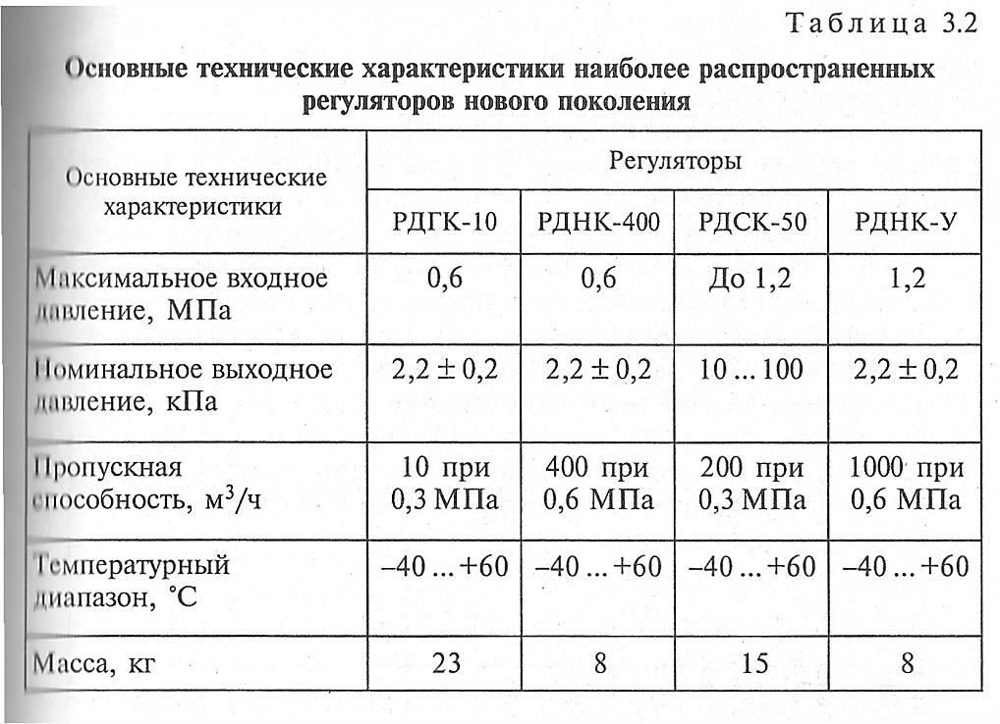 Таблица 3.2
Основные технические характеристики наиболее распространенных
регуляторов нового поколения
Основные технические
характеристики
Регуляторы
РДГК-10 РДНК-400 РДСК-50 РДНК-У
Максимальное входное
давление, МПа
0,6 0,6 До 1,2 1,2
Номинальное выходное
давление, кПа
2,2 ± 0,2 2,2 ± 0,2 10 ... 100 2,2 ± 0,2
Пропускная
способность, м³/ч
10 при 400 при 200 при 1000 при
0,3 МПа 0,6 МПа 0,3 МПа 0,6 МПа
Температурный
диапазон, °С
–40 ... +60 –40 ... +60 –40 ... +60 –40 ... +60
Масса, кг 23 8 15 8